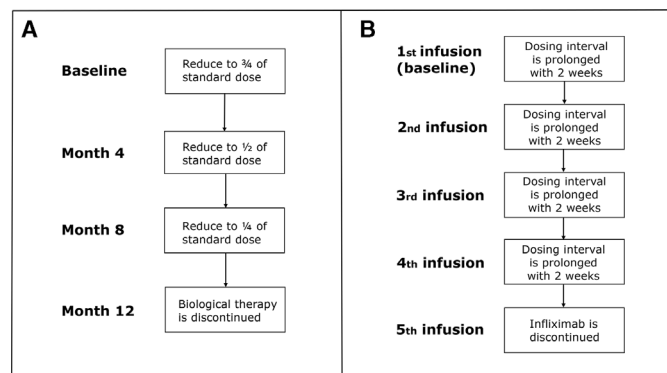 A
Baseline
Reduce to ¾ of
standard dose
Month 4
Reduce to ½ of
standard dose
Month 8
Reduce to ¼ of
standard dose
Month 12
Biological therapy
is discontinued
B
1st infusion
(baseline)
Dosing interval
is prolonged
with 2 weeks
2nd infusion
Dosing interval
is prolonged
with 2 weeks
3rd infusion
Dosing interval
is prolonged
with 2 weeks
4th infusion
Dosing interval
is prolonged
with 2 weeks
5th infusion
Infliximab is
discontinued